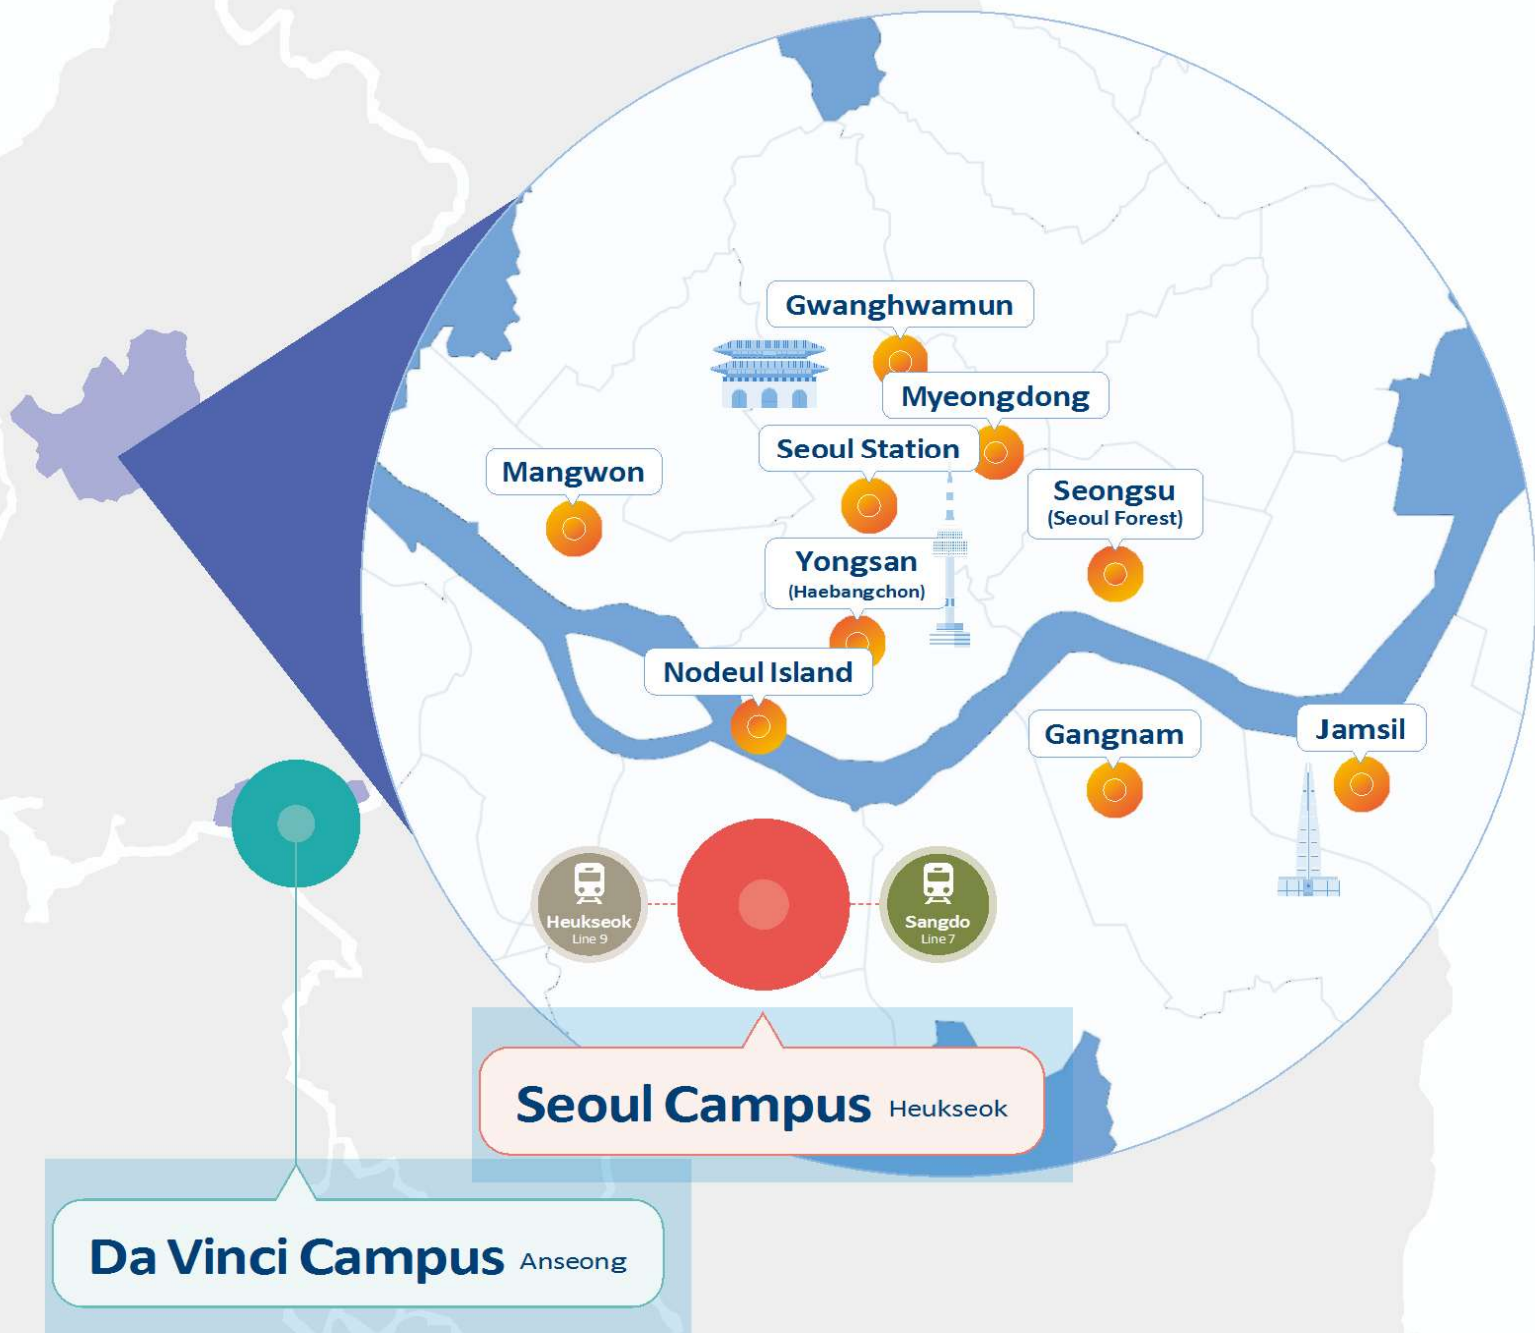 Gwanghwamun
Myeongdong
Seoul Station
Mangwon
Seongsu
(Seoul Forest)
Yongsan
(Haebangchon)
Nodeul Island
Gangnam
Jamsil
Heukseok
Line 9
Sangdo
Line 7
Seoul Campus Heukseok
Da Vinci Campus Anseong